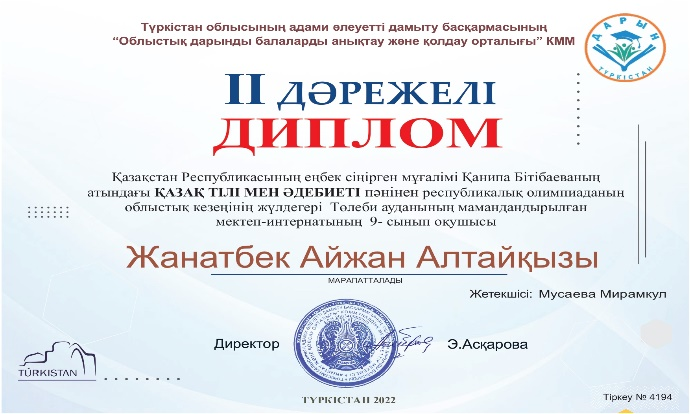 Түркістан облысының адами әлеуетті дамыту басқармасының
“Облыстық дарынды балаларды анықтау және қолдау орталығы” КММ
ДАРЫН
ТҮРКІСТАН
II ДӘРЕЖЕЛІ
ДИПЛОМ
Қазақстан Республикасының еңбек сіңірген мұғалімі Қанипа Бітібаеваның
атындағы ҚАЗАҚ ТІЛІ МЕН ӘДЕБИЕТІ пәнінен республикалық олимпиаданың
облыстық кезеңінің жүлдегері Төлеби ауданының мамандандырылған
мектеп-интернатының 9- сынып оқушысы
Жанатбек Айжан Алтайқызы
МАРАПАТТАЛАДЫ
Жетекшісі: Мусаева Мирамкул
Директор
Э.Асқарова
TÚRKISTAN
ТҮРКІСТАН 2022
Тіркеу № 4194